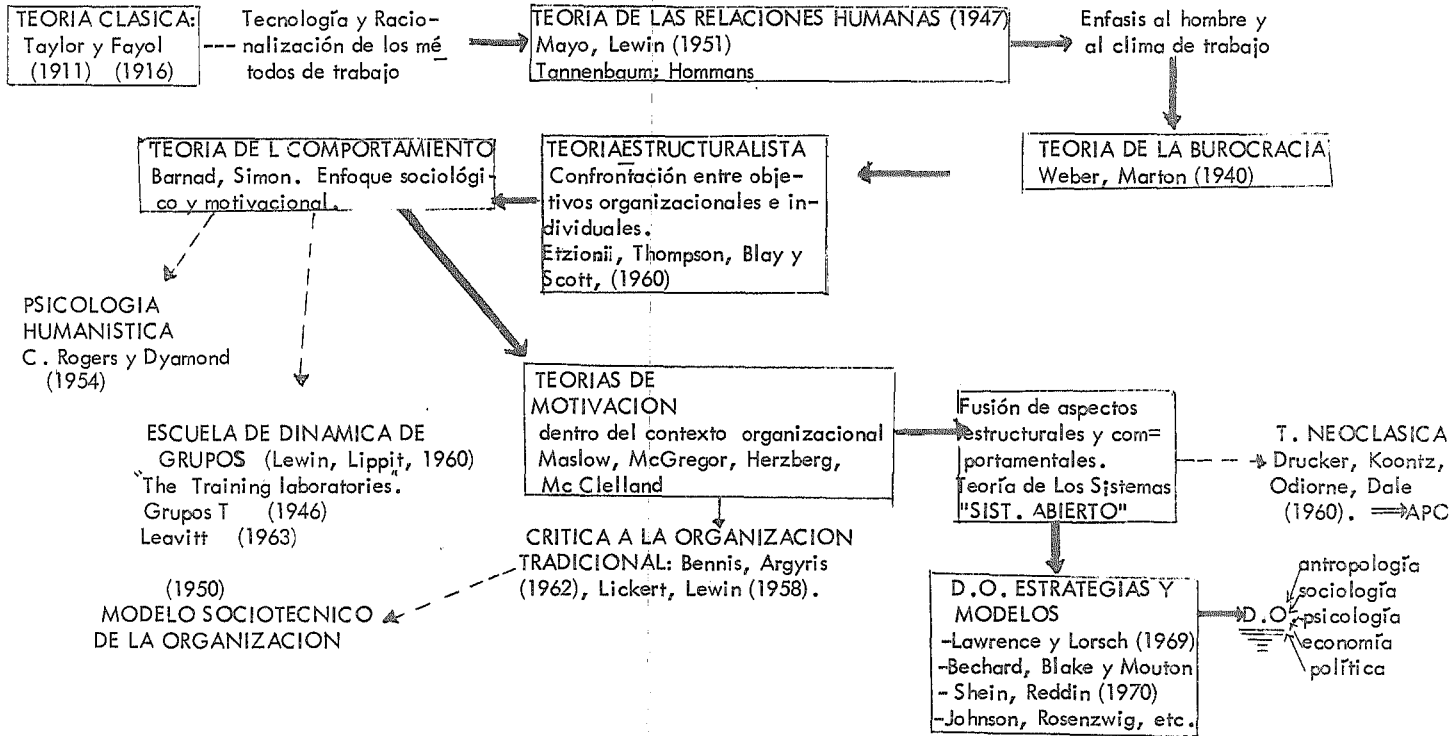 TEORIA CLASICA:
Taylor y Fayol
(1911) (1916)
Tecnología y Racio-
nalización de los mé
todos de trabajo
TEORIA DE LAS RELACIONES HUMANAS (1947)
Mayo, Lewin (1951)
Tannenbaum; Hommans
Enfasis al hombre y
al clima de trabajo
TEORIA DE LA BUROCRACIA
Weber, Marton (1940)
TEORIA ESTRUCTURALISTA
Confrontación entre obje-
tivos organizacionales e in-
dividuales.
Etzionii, Thompson, Blay y
Scott, (1960)
TEORIA DE L COMPORTAMIENTO
Barnad, Simon. Enfoque sociológi-
co y motivacional.
PSICOLOGIA
HUMANISTICA
C. Rogers y Dyamond
(1954)
ESCUELA DE DINAMICA DE
GRUPOS (Lewin, Lippit, 1960)
"The Training laboratories".
Grupos T (1946)
Leavitt (1963)
(1950)
MODELO SOCIOTECNICO
DE LA ORGANIZACION
TEORIAS DE
MOTIVACION
dentro del contexto organizacional
Maslow, McGregor, Herzberg,
Mc Clelland
CRITICA A LA ORGANIZACION
TRADICIONAL: Bennis, Argyris
(1962), Lickert, Lewin (1958).
Fusión de aspectos
estructurales y com=
portamentales.
Teoría de Los Sistemas
"SIST. ABIERTO"
T. NEOCLASICA
Drucker, Koontz,
Odiorne, Dale
(1960). ⟹APO
D.O. ESTRATEGIAS Y
MODELOS
-Lawrence y Lorsch (1969)
-Bechard, Blake y Mouton
- Shein, Reddin (1970)
-Johnson, Rosenzwig, etc.
D.O
antropología
sociología
psicología
economía
política